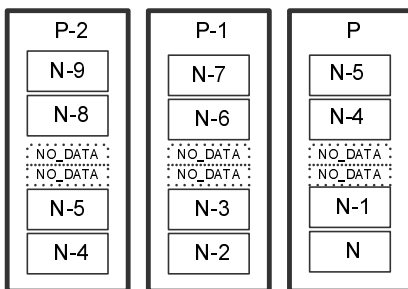 P-2
N-9
N-8
NO_DATA
NO_DATA
N-5
N-4
P-1
N-7
N-6
NO_DATA
NO_DATA
N-3
N-2
P
N-5
N-4
NO_DATA
NO_DATA
N-1
N